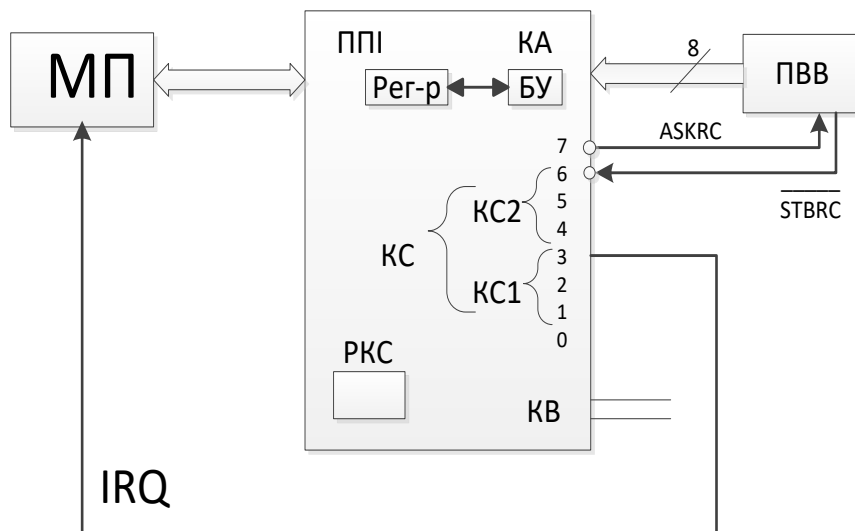 МП
ППІ
КА
Рег-р
БУ
8
ПВВ
7
ASKRC
6
STBRC
5
КС2
4
КС
3
2
КС1
1
0
РКС
КВ
IRQ